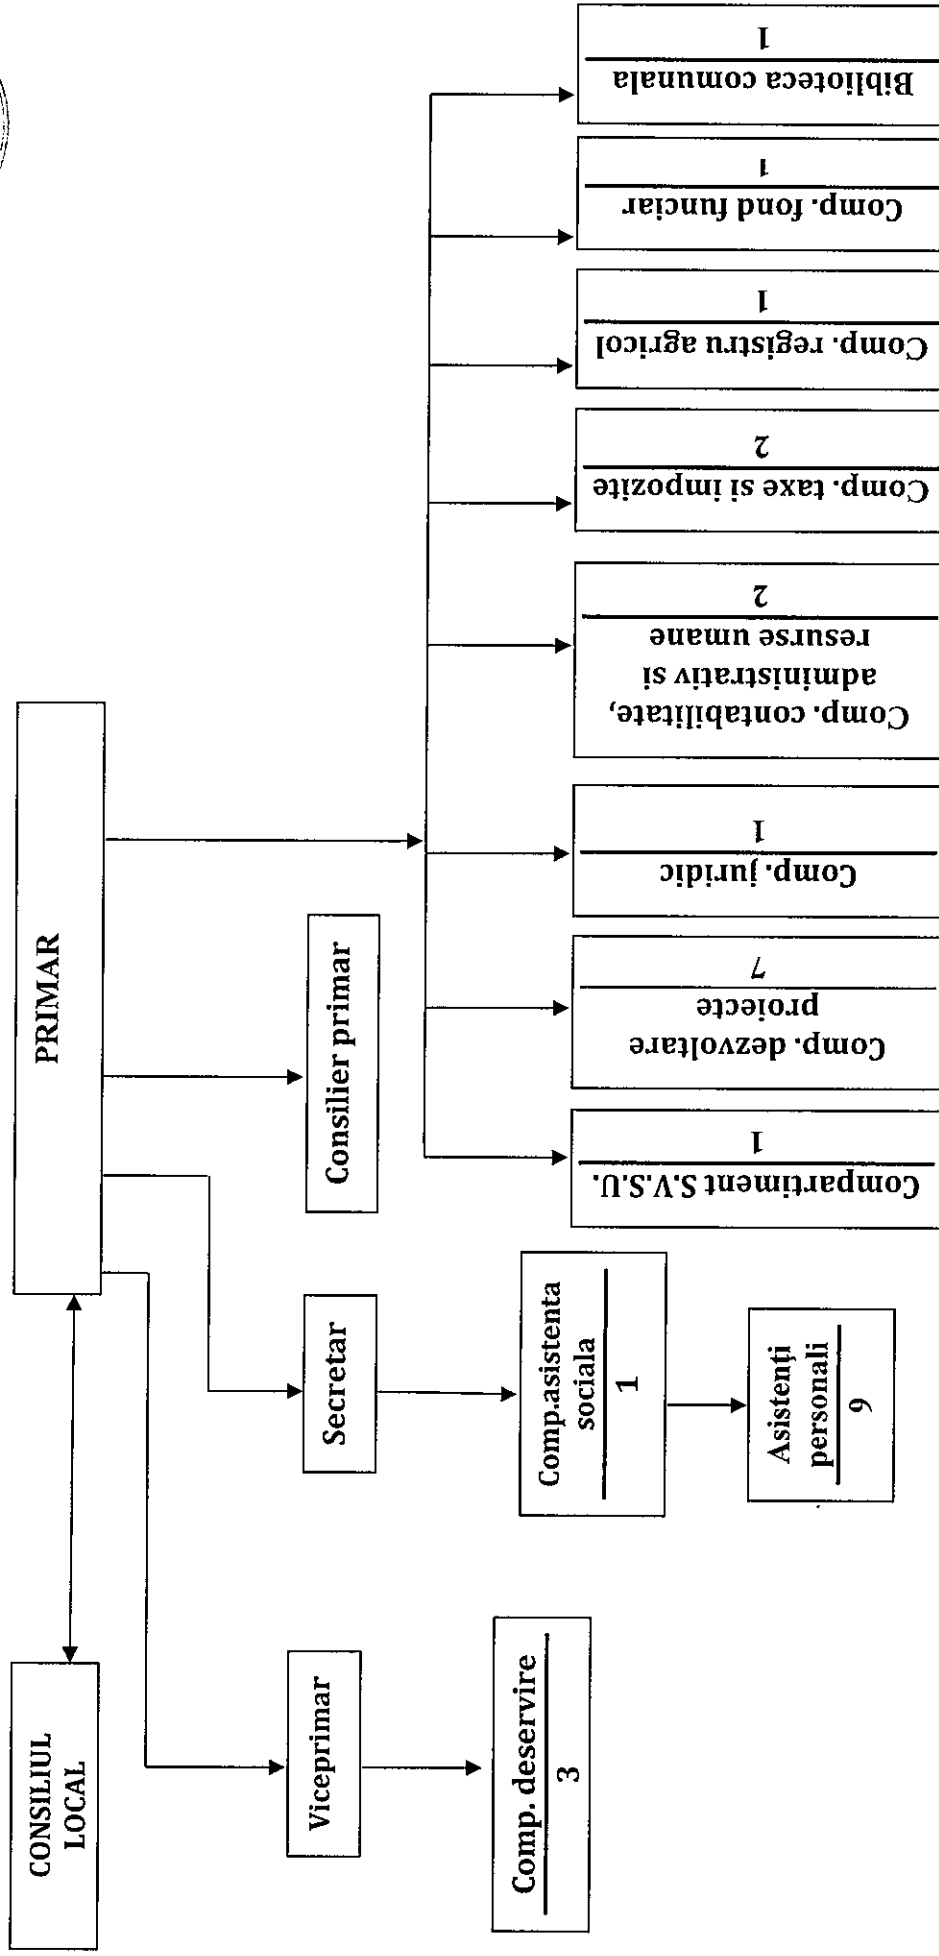 CONSILIUL
LOCAL
PRIMAR
Viceprimar
Secretar
Consilier primar
Comp. deservire
3
Comp.asistenta
sociala
1
Asistenți
personali
9
Compartiment S.V.S.U.
1
Comp. dezvoltare
proiecte
Comp. juridic
1
Comp. contabilitate,
administrativ si
resurse umane
2
Comp. taxe si impozite
2
Comp. registru agricol
1
Comp. fond funciar
1
Biblioteca comunala
1